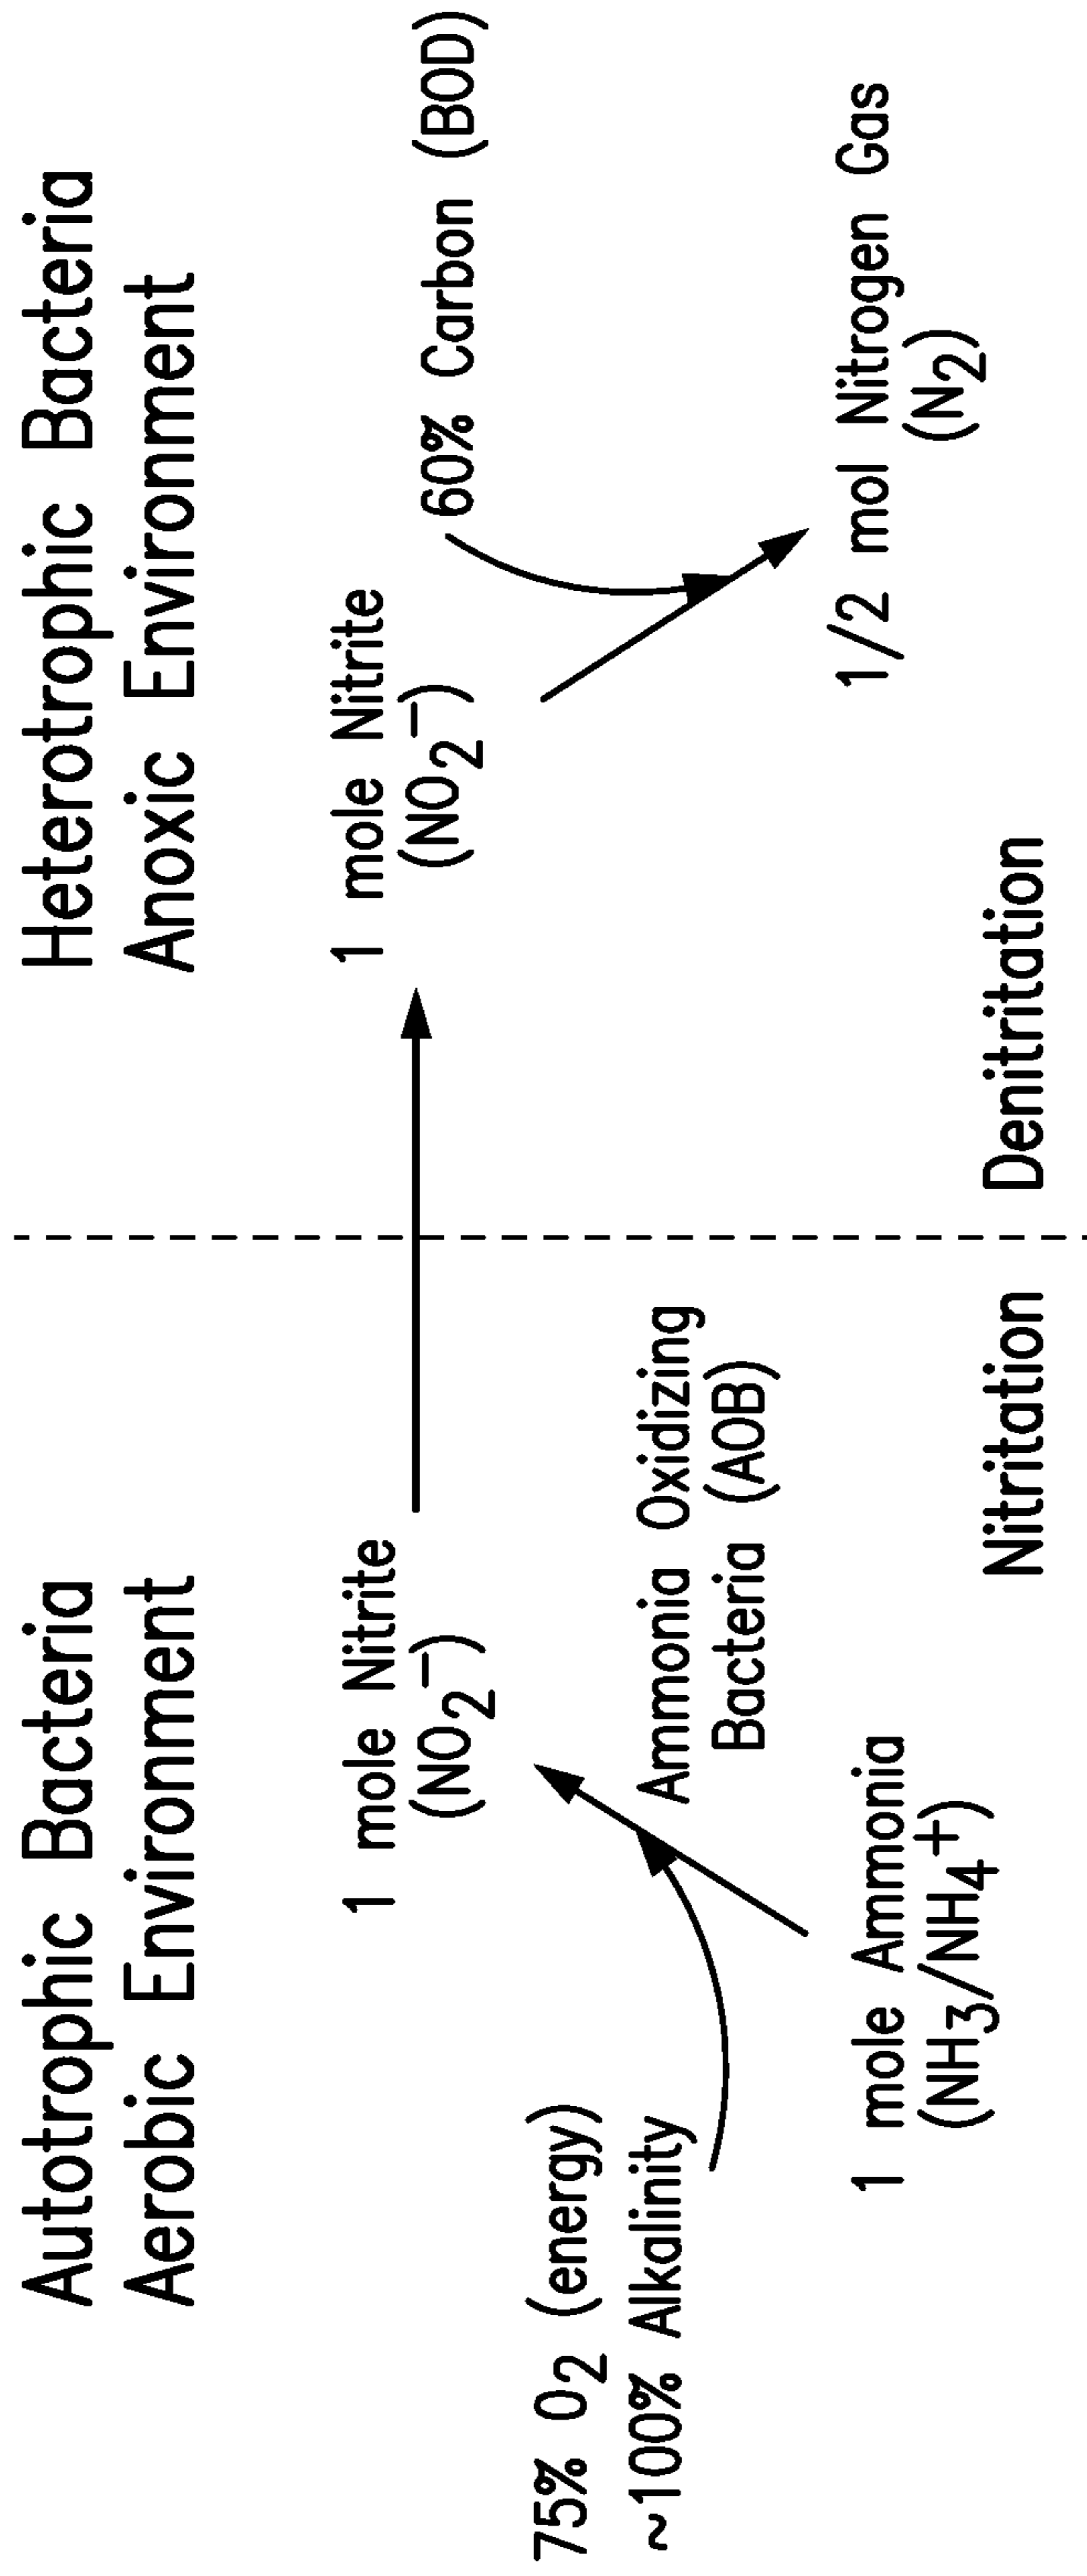 Autotrophic Bacteria
Aerobic Environment
Heterotrophic Bacteria
Anoxic Environment
1 mole Nitrite
(NO₂⁻)
1 mole Nitrite
(NO₂⁻)
75% O₂ (energy)
~100% Alkalinity
60% Carbon (BOD)
Ammonia Oxidizing
Bacteria (AOB)
1 mole Ammonia
(NH₃/NH₄⁺)
1/2 mol Nitrogen Gas
(N₂)
Nitritation
Denitritation